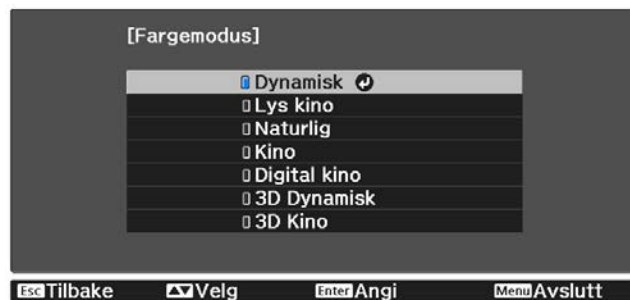 [Fargemodus]
Dynamisk
Lys kino
Naturlig
Kino
Digital kino
3D Dynamisk
3D Kino
Esc Tilbake Velg Enter Angi Menu Avslutt